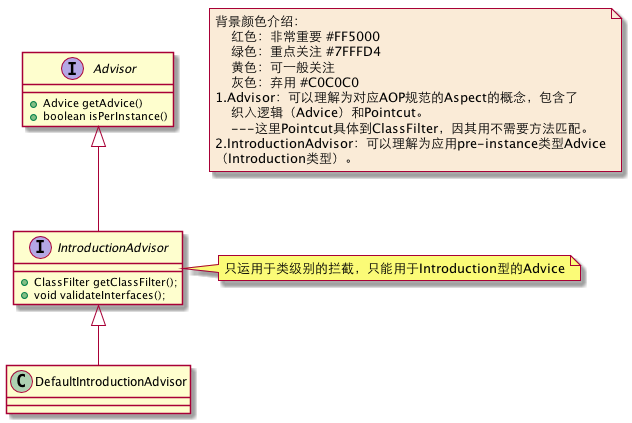 背景颜色介绍：
红色：非常重要 #FF5000
绿色：重点关注 #7FFFD4
黄色：可一般关注
灰色：弃用 #C0C0C0
1.Advisor：可以理解为对应AOP规范的Aspect的概念，包含了
织入逻辑（Advice）和Pointcut。
---这里Pointcut具体到ClassFilter，因其用不需要方法匹配。
2.IntroductionAdvisor：可以理解为应用pre-instance类型Advice
（Introduction类型）。
I Advisor
Advice getAdvice()
boolean isPerInstance()
I IntroductionAdvisor
ClassFilter getClassFilter();
void validateInterfaces();
只运用于类级别的拦截，只能用于Introduction型的Advice
C DefaultIntroductionAdvisor